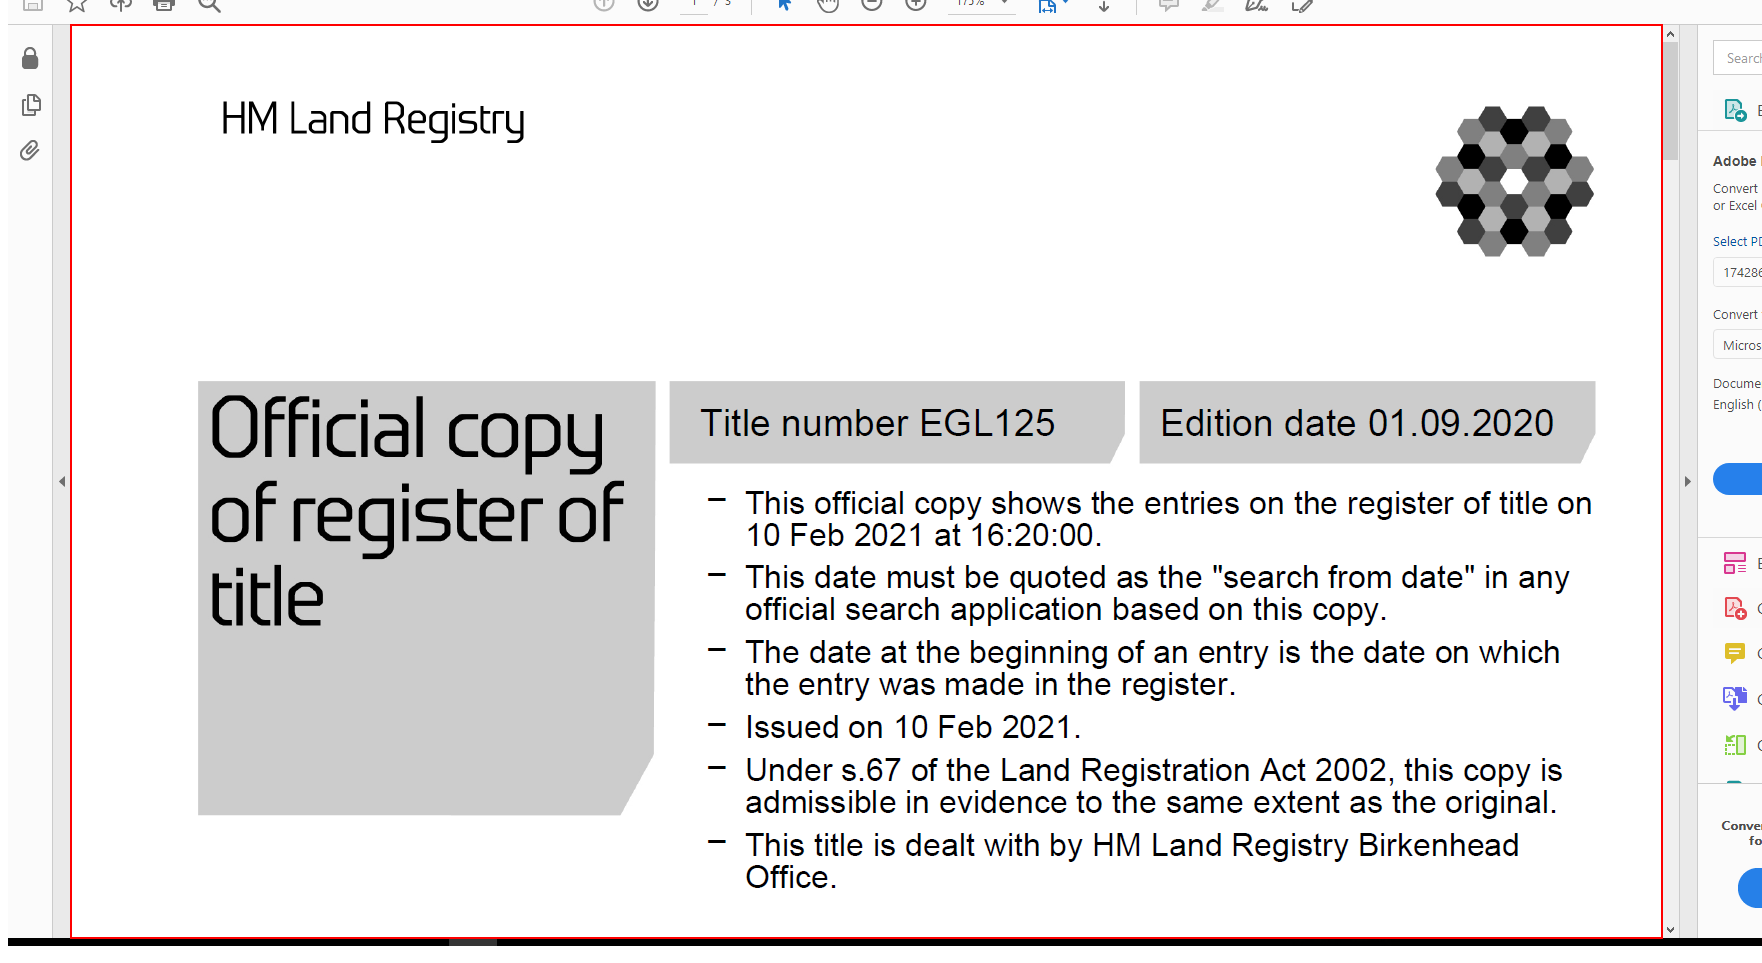 1 / 3
175%
HM Land Registry
Official copy
of register of
title
Title number EGL125
Edition date 01.09.2020
– This official copy shows the entries on the register of title on
10 Feb 2021 at 16:20:00.
– This date must be quoted as the "search from date" in any
official search application based on this copy.
– The date at the beginning of an entry is the date on which
the entry was made in the register.
– Issued on 10 Feb 2021.
– Under s.67 of the Land Registration Act 2002, this copy is
admissible in evidence to the same extent as the original.
– This title is dealt with by HM Land Registry Birkenhead
Office.
Searc
Adobe
Convert
or Excel
Select PD
174286
Convert
Micros
Docume
English (
Conve
fo